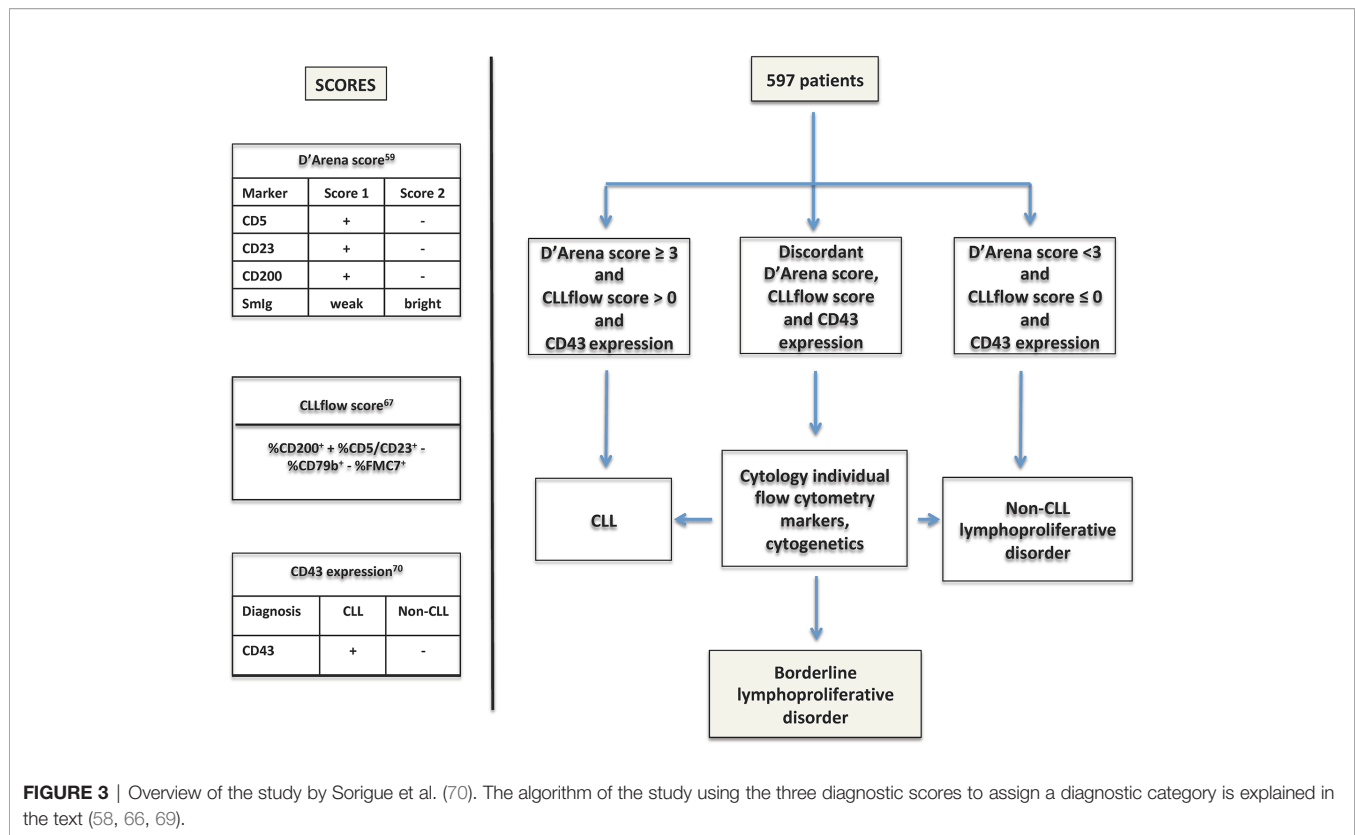 SCORES
D'Arena score59
Marker Score 1 Score 2
CD5 + -
CD23 + -
CD200 + -
SmIg weak bright
CLLflow score67
%CD200+ + %CD5/CD23+ -
%CD79b+ - %FMC7+
CD43 expression70
Diagnosis CLL Non-CLL
CD43 + -
597 patients
D'Arena score ≥ 3
and
CLLflow score > 0
and
CD43 expression
Discordant
D'Arena score,
CLLflow score
and CD43
expression
D'Arena score <3
and
CLLflow score ≤ 0
and
CD43 expression
CLL
Cytology individual
flow cytometry
markers,
cytogenetics
Non-CLL
lymphoproliferative
disorder
Borderline
lymphoproliferative
disorder
FIGURE 3 | Overview of the study by Sorigue et al. (70). The algorithm of the study using the three diagnostic scores to assign a diagnostic category is explained in
the text (58, 66, 69).